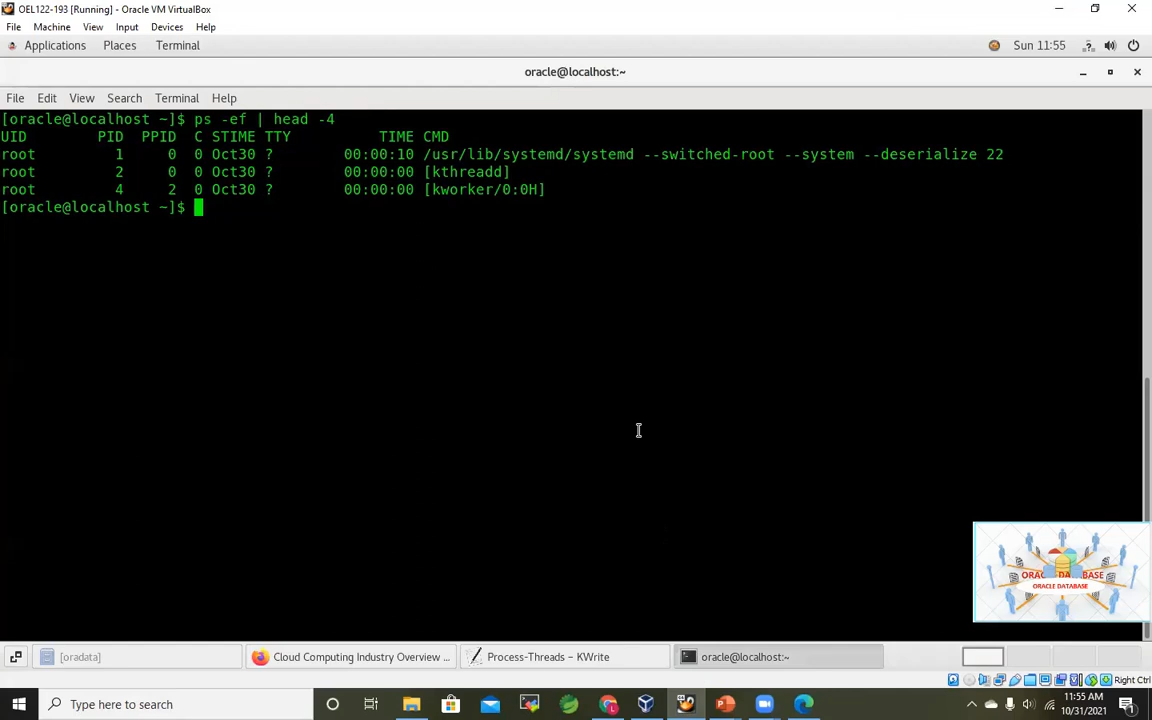 OEL122-193 [Running] - Oracle VM VirtualBox
File Machine View Input Devices Help
Applications Places Terminal Sun 11:55
oracle@localhost:~
File Edit View Search Terminal Help
[oracle@localhost ~]$ ps -ef | head -4
UID PID PPID C STIME TTY TIME CMD
root 1 0 0 Oct30 ? 00:00:10 /usr/lib/systemd/systemd --switched-root --system --deserialize 22
root 2 0 0 Oct30 ? 00:00:00 [kthreadd]
root 4 2 0 Oct30 ? 00:00:00 [kworker/0:0H]
[oracle@localhost ~]$
ORACLE DATABASE
ORACLE DATABASE
[oradata] Cloud Computing Industry Overview ... Process-Threads – KWrite oracle@localhost:~
Right Ctrl
Type here to search
11:55 AM
10/31/2021